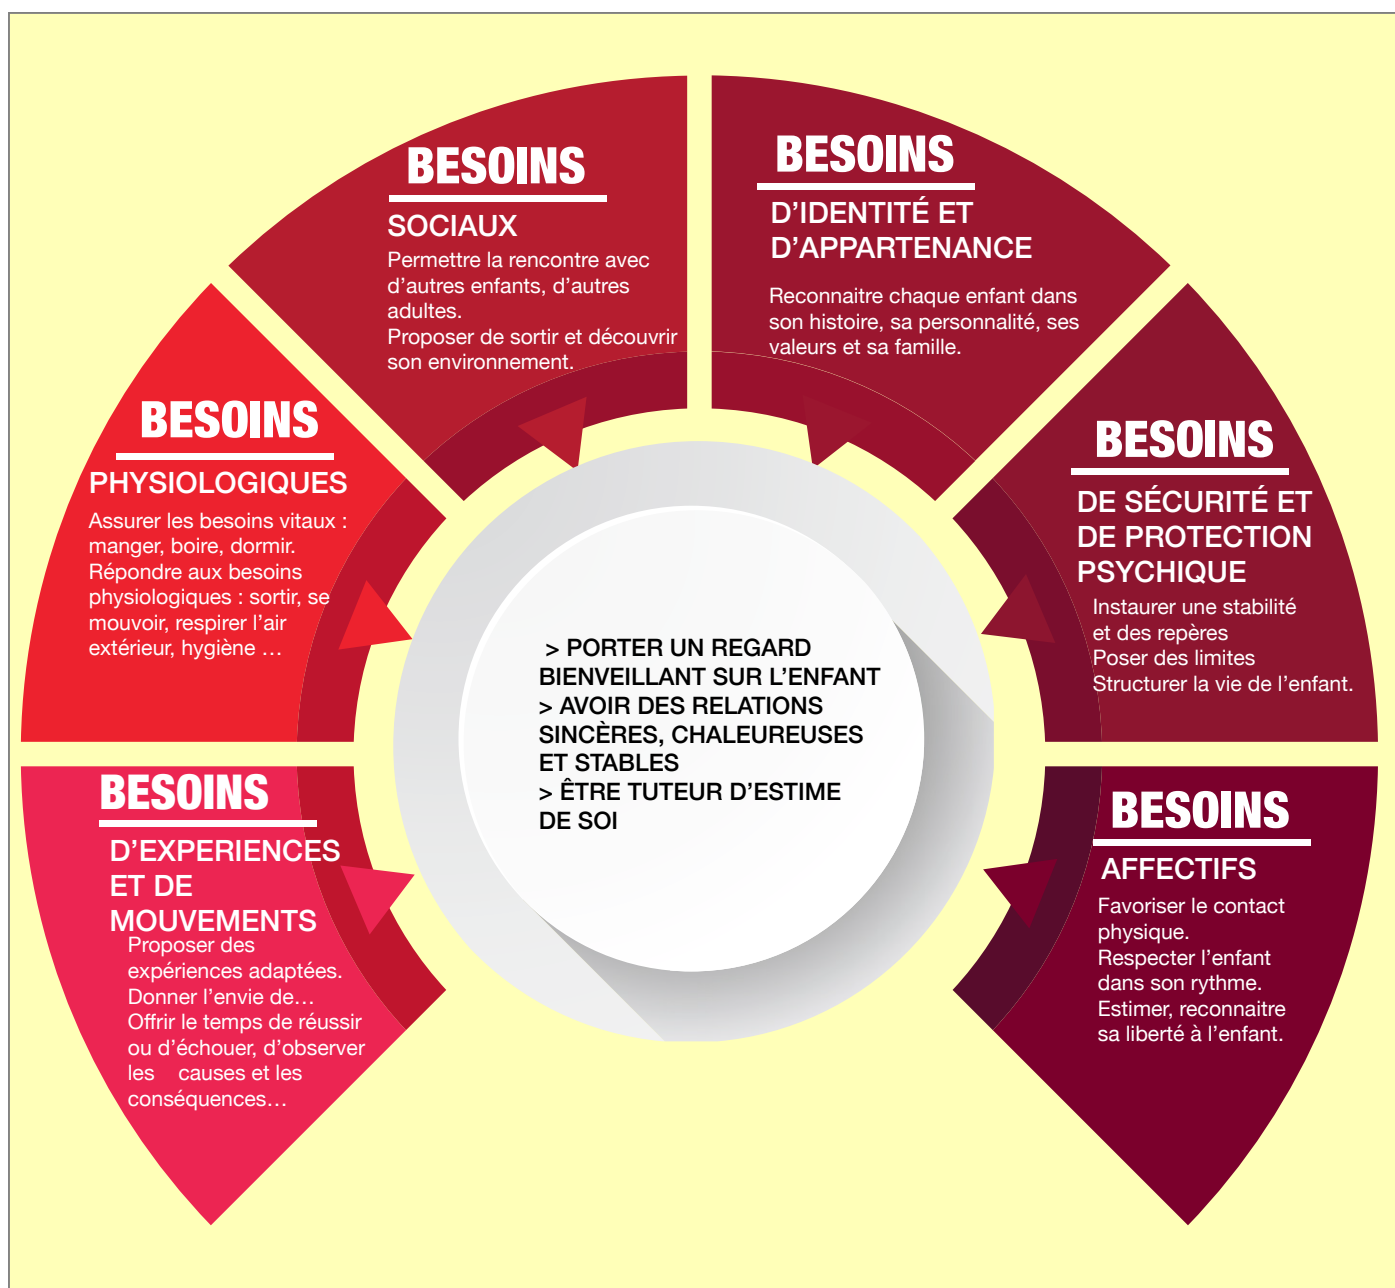 BESOINS
D'EXPERIENCES
ET DE
MOUVEMENTS
Proposer des
expériences adaptées.
Donner l'envie de…
Offrir le temps de réussir
ou d'échouer, d'observer
les causes et les
conséquences…
BESOINS
PHYSIOLOGIQUES
Assurer les besoins vitaux :
manger, boire, dormir.
Répondre aux besoins
physiologiques : sortir, se
mouvoir, respirer l'air
extérieur, hygiène …
BESOINS
SOCIAUX
Permettre la rencontre avec
d'autres enfants, d'autres
adultes.
Proposer de sortir et découvrir
son environnement.
BESOINS
D'IDENTITÉ ET
D'APPARTENANCE
Reconnaitre chaque enfant dans
son histoire, sa personnalité, ses
valeurs et sa famille.
BESOINS
DE SÉCURITÉ ET
DE PROTECTION
PSYCHIQUE
Instaurer une stabilité
et des repères
Poser des limites
Structurer la vie de l'enfant.
BESOINS
AFFECTIFS
Favoriser le contact
physique.
Respecter l'enfant
dans son rythme.
Estimer, reconnaitre
sa liberté à l'enfant.
> PORTER UN REGARD
BIENVEILLANT SUR L'ENFANT
> AVOIR DES RELATIONS
SINCÈRES, CHALEUREUSES
ET STABLES
> ÊTRE TUTEUR D'ESTIME
DE SOI